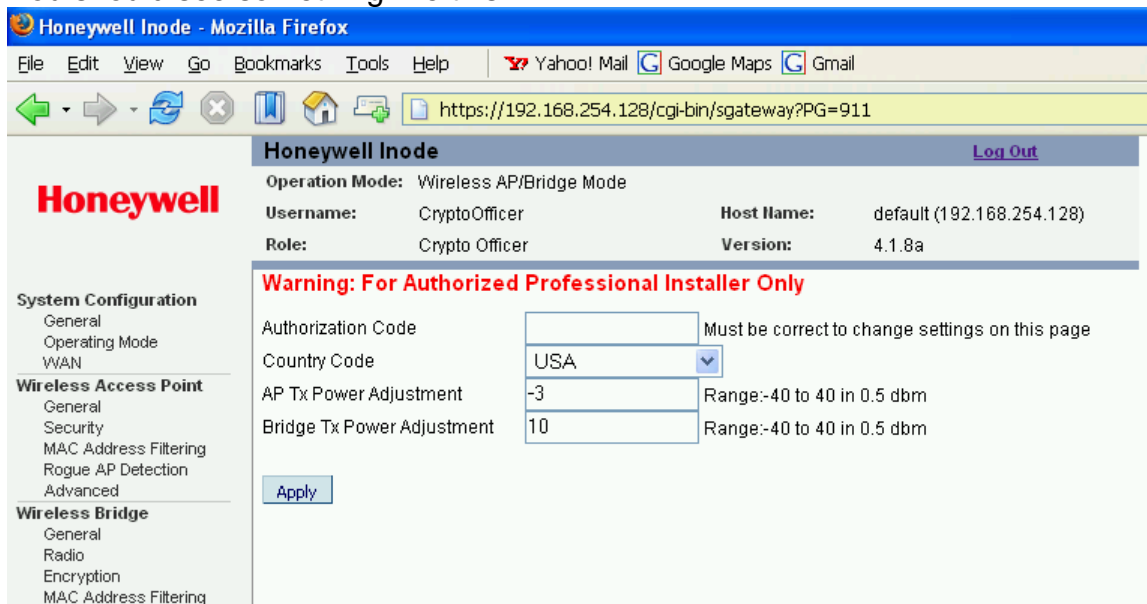 Honeywell Inode - Mozilla Firefox
File Edit View Go Bookmarks Tools Help Yahoo! Mail Google Maps Gmail
https://192.168.254.128/cgi-bin/sgateway?PG=911
Honeywell
Honeywell Inode Log Out
Operation Mode: Wireless AP/Bridge Mode
Username: CryptoOfficer Host Name: default (192.168.254.128)
Role: Crypto Officer Version: 4.1.8a
System Configuration
General
Operating Mode
WAN
Wireless Access Point
General
Security
MAC Address Filtering
Rogue AP Detection
Advanced
Wireless Bridge
General
Radio
Encryption
MAC Address Filtering
Warning: For Authorized Professional Installer Only
Authorization Code Must be correct to change settings on this page
Country Code USA
AP Tx Power Adjustment -3 Range:-40 to 40 in 0.5 dbm
Bridge Tx Power Adjustment 10 Range:-40 to 40 in 0.5 dbm
Apply